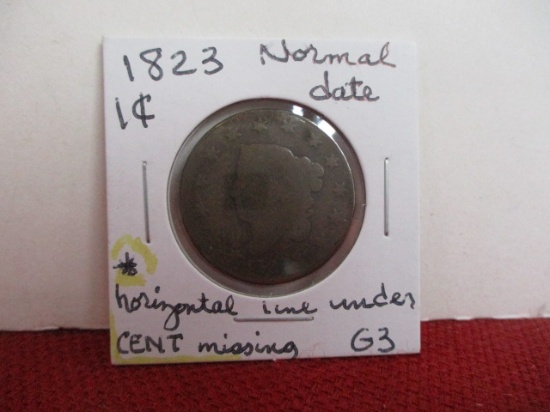 1823 Normal date
1¢
* horizontal line under
CENT missing G3